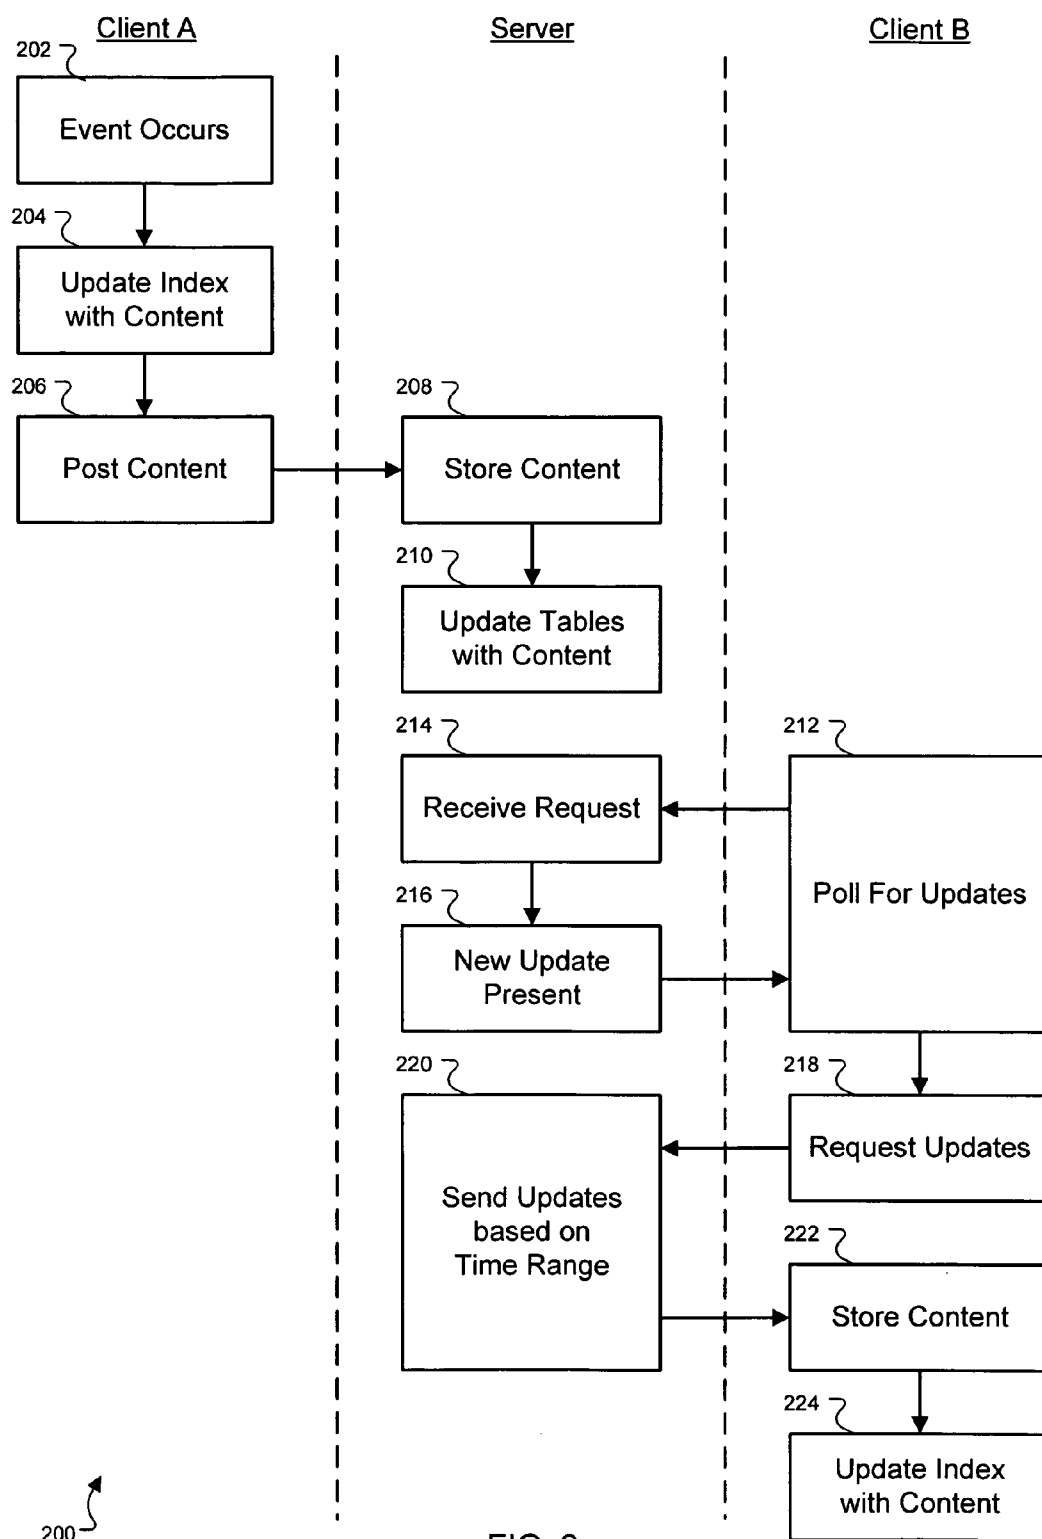 Client A
Server
Client B
202
Event Occurs
204
Update Index
with Content
206
Post Content
208
Store Content
210
Update Tables
with Content
212
Poll For Updates
214
Receive Request
216
New Update
Present
218
Request Updates
220
Send Updates
based on
Time Range
222
Store Content
224
Update Index
with Content
200